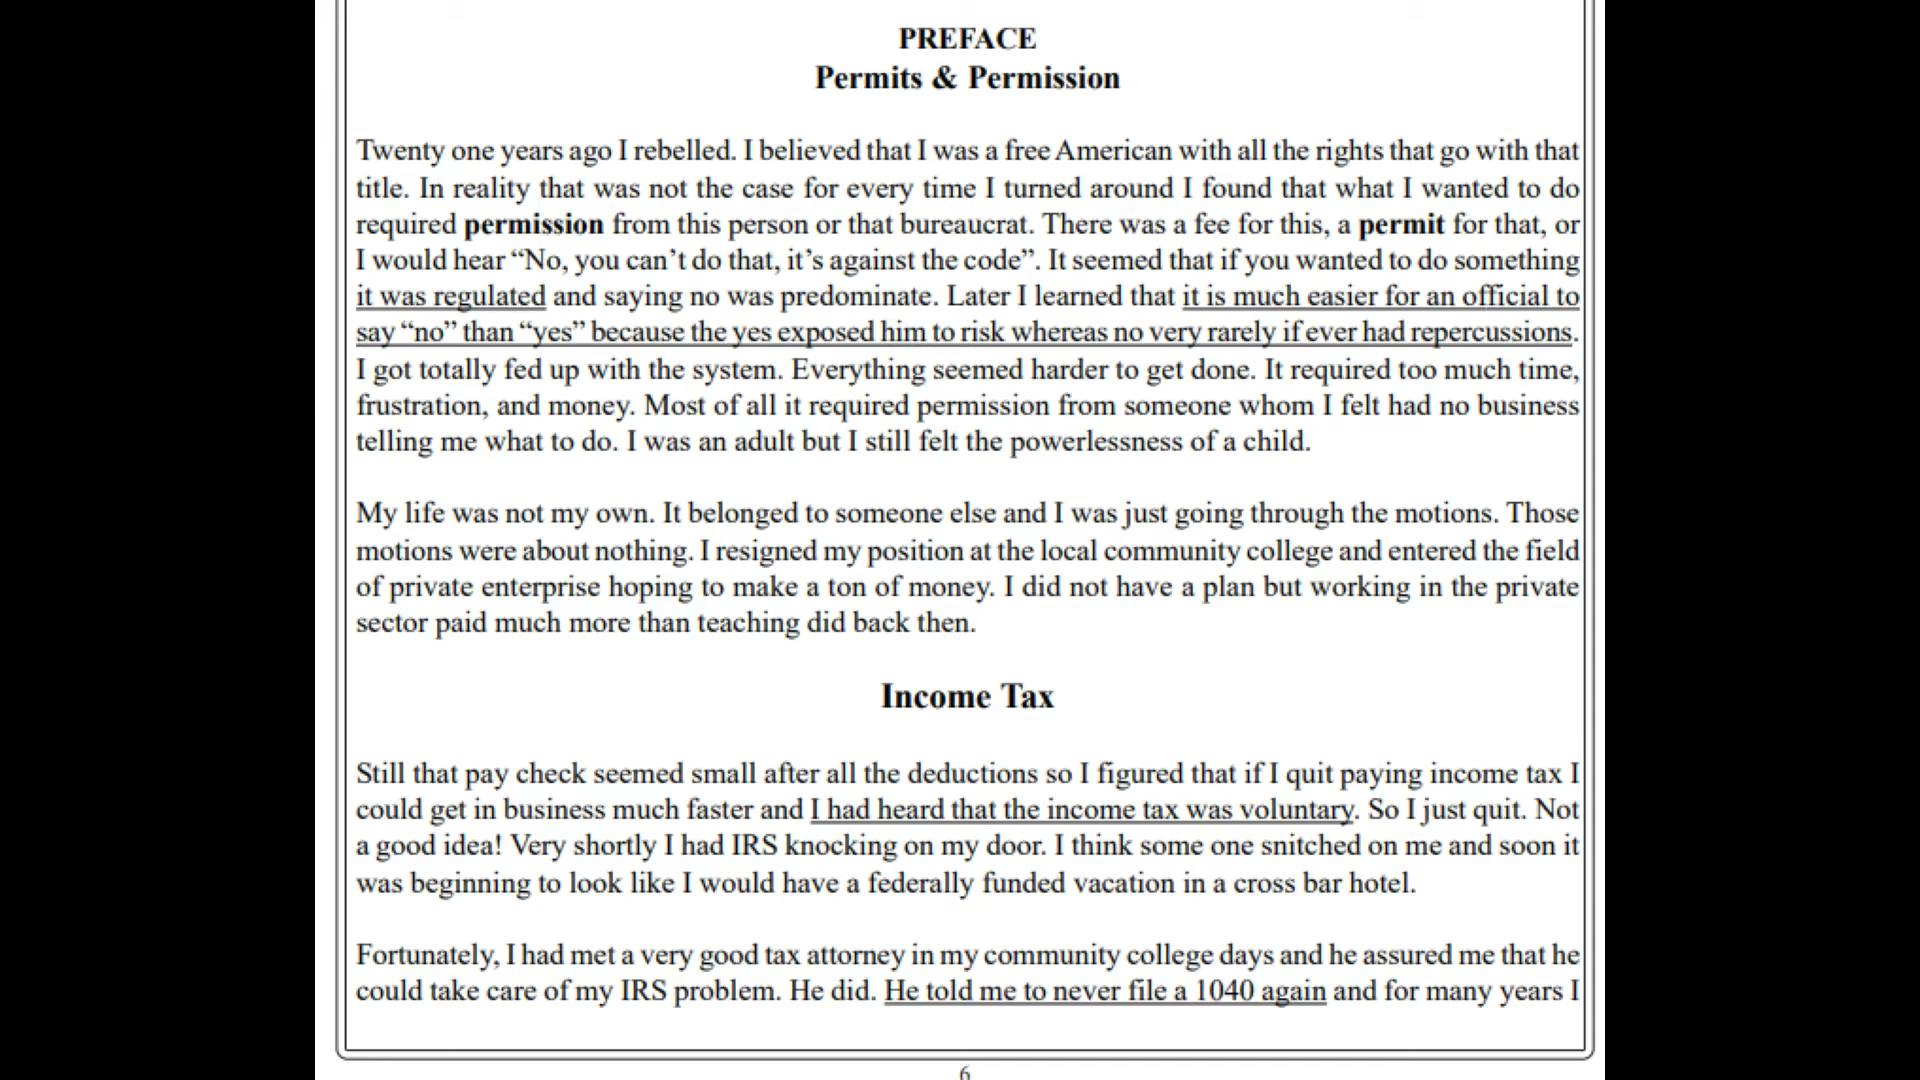 PREFACE
Permits & Permission
Twenty one years ago I rebelled. I believed that I was a free American with all the rights that go with that
title. In reality that was not the case for every time I turned around I found that what I wanted to do
required permission from this person or that bureaucrat. There was a fee for this, a permit for that, or
I would hear “No, you can’t do that, it’s against the code”. It seemed that if you wanted to do something
it was regulated and saying no was predominate. Later I learned that it is much easier for an official to
say “no” than “yes” because the yes exposed him to risk whereas no very rarely if ever had repercussions.
I got totally fed up with the system. Everything seemed harder to get done. It required too much time,
frustration, and money. Most of all it required permission from someone whom I felt had no business
telling me what to do. I was an adult but I still felt the powerlessness of a child.
My life was not my own. It belonged to someone else and I was just going through the motions. Those
motions were about nothing. I resigned my position at the local community college and entered the field
of private enterprise hoping to make a ton of money. I did not have a plan but working in the private
sector paid much more than teaching did back then.
Income Tax
Still that pay check seemed small after all the deductions so I figured that if I quit paying income tax I
could get in business much faster and I had heard that the income tax was voluntary. So I just quit. Not
a good idea! Very shortly I had IRS knocking on my door. I think some one snitched on me and soon it
was beginning to look like I would have a federally funded vacation in a cross bar hotel.
Fortunately, I had met a very good tax attorney in my community college days and he assured me that he
could take care of my IRS problem. He did. He told me to never file a 1040 again and for many years I
6